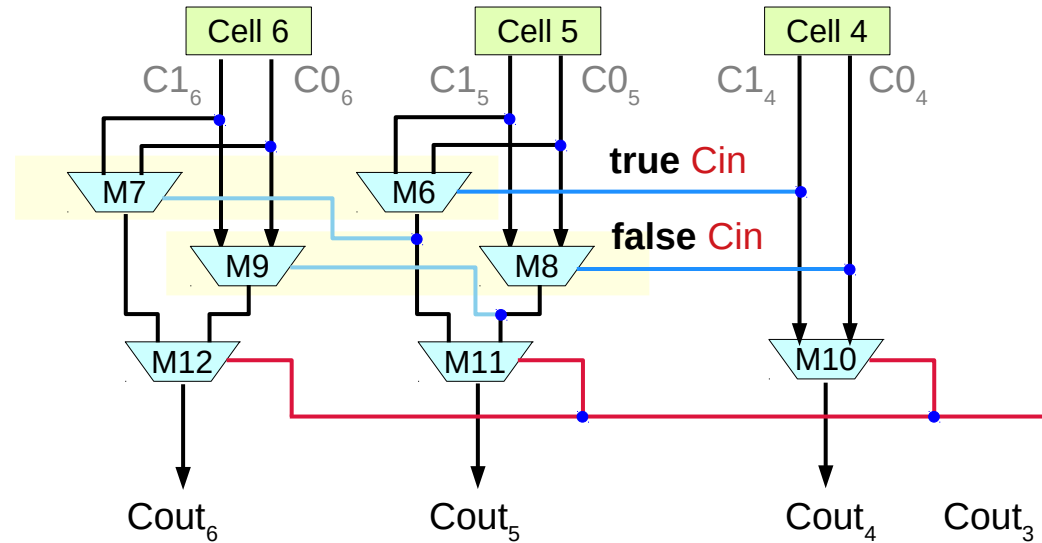 Cell 6 Cell 5 Cell 4
C1₆ C0₆ C1₅ C0₅ C1₄ C0₄
true Cin
M7 M6
false Cin
M9 M8
M12 M11 M10
Cout₆ Cout₅ Cout₄ Cout₃